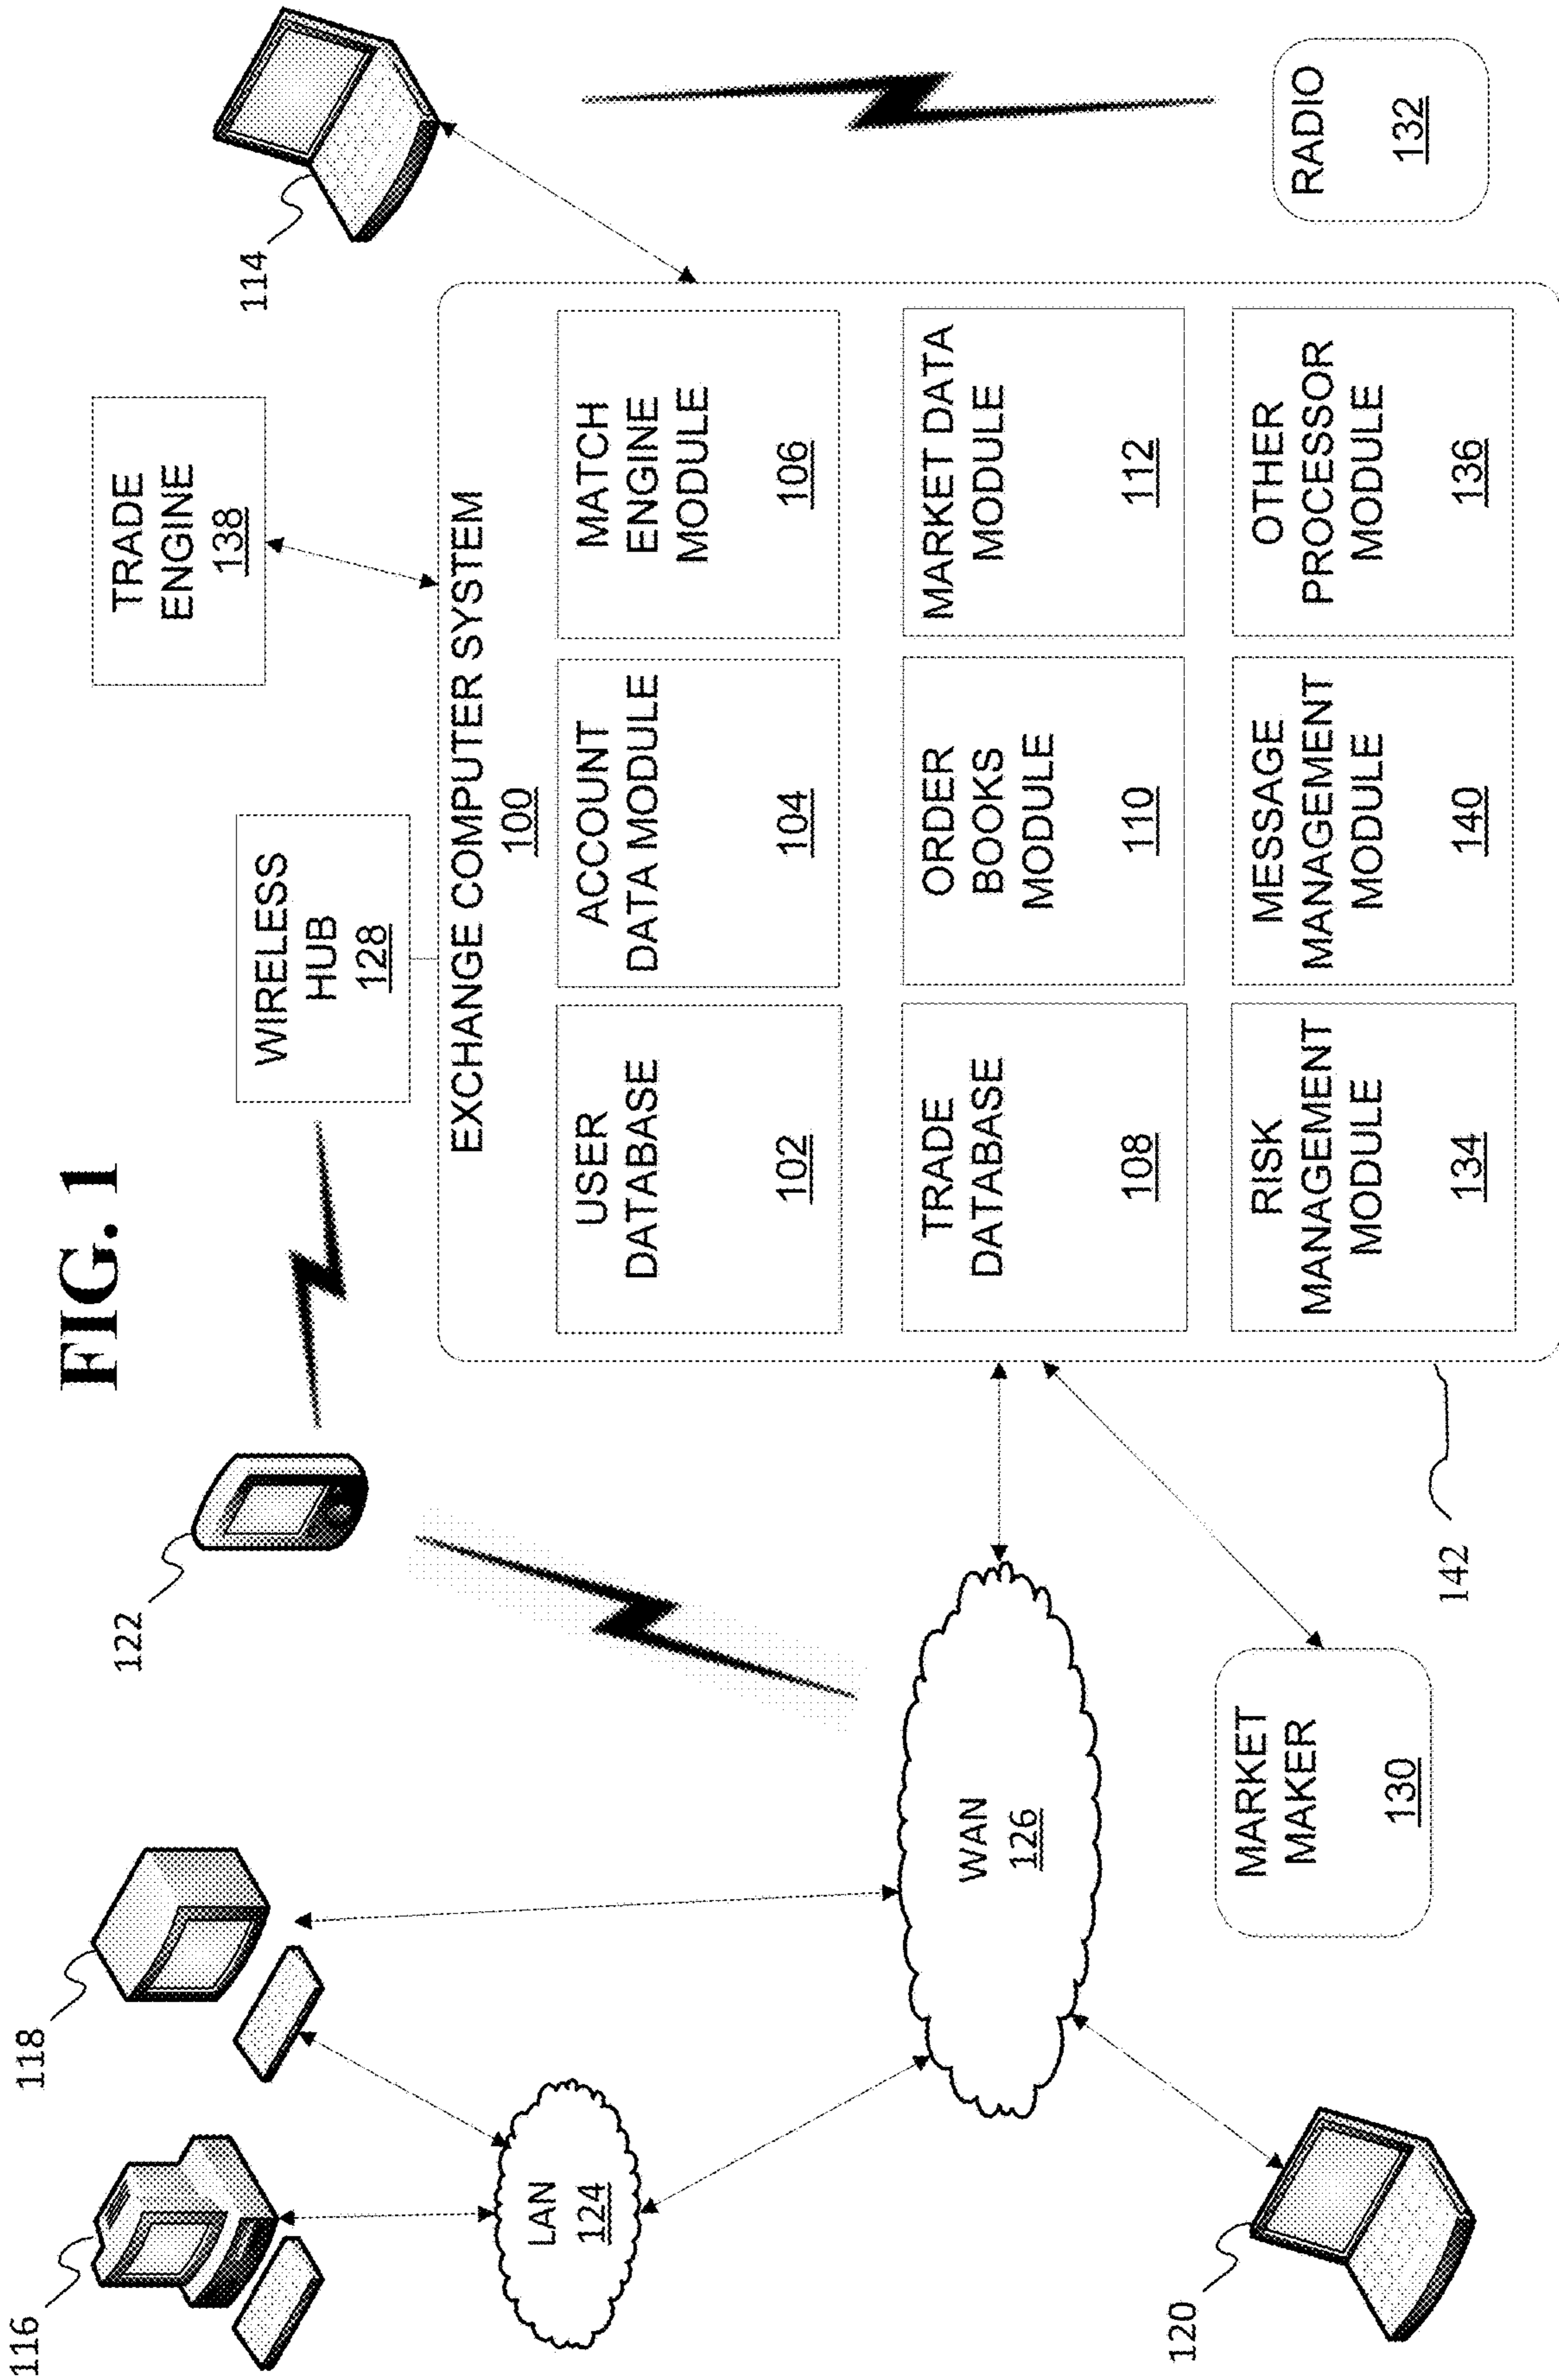 FIG. 1
116
118
122
WIRELESS
HUB
128
TRADE
ENGINE
138
114
LAN
124
EXCHANGE COMPUTER SYSTEM
100
USER
DATABASE
102
ACCOUNT
DATA MODULE
104
MATCH
ENGINE
MODULE
106
WAN
126
TRADE
DATABASE
108
ORDER
BOOKS
MODULE
110
MARKET DATA
MODULE
112
120
MARKET
MAKER
130
142
RISK
MANAGEMENT
MODULE
134
MESSAGE
MANAGEMENT
MODULE
140
OTHER
PROCESSOR
MODULE
136
RADIO
132